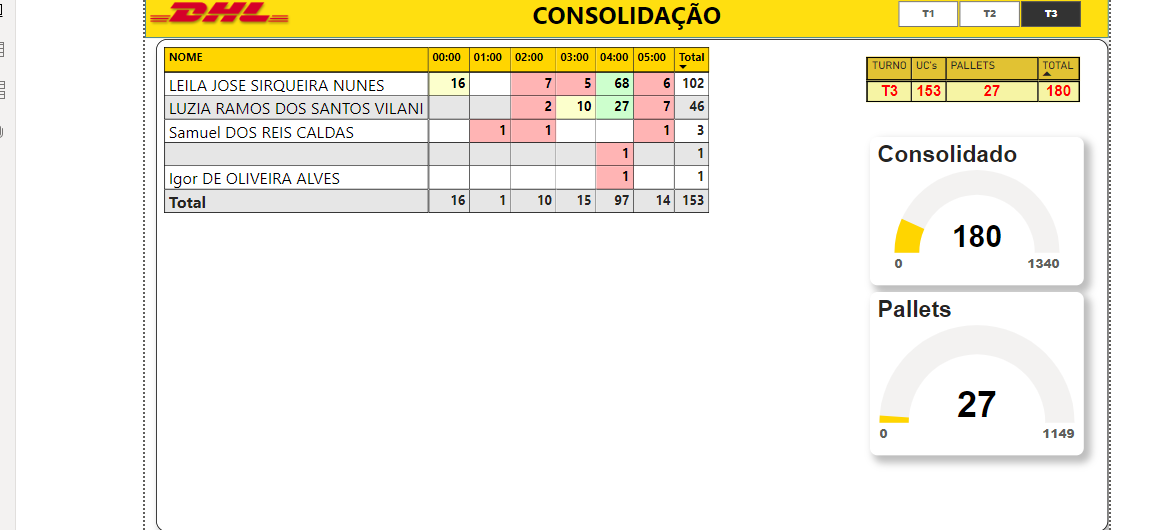 DHL
CONSOLIDAÇÃO
T1 T2 T3
NOME 00:00 01:00 02:00 03:00 04:00 05:00 Total
LEILA JOSE SIRQUEIRA NUNES 16 7 5 68 6 102
LUZIA RAMOS DOS SANTOS VILANI 2 10 27 7 46
Samuel DOS REIS CALDAS 1 1 1 3
1 1
Igor DE OLIVEIRA ALVES 1 1
Total 16 1 10 15 97 14 153
TURNO UC's PALLETS TOTAL
T3 153 27 180
Consolidado
180
0 1340
Pallets
27
0 1149